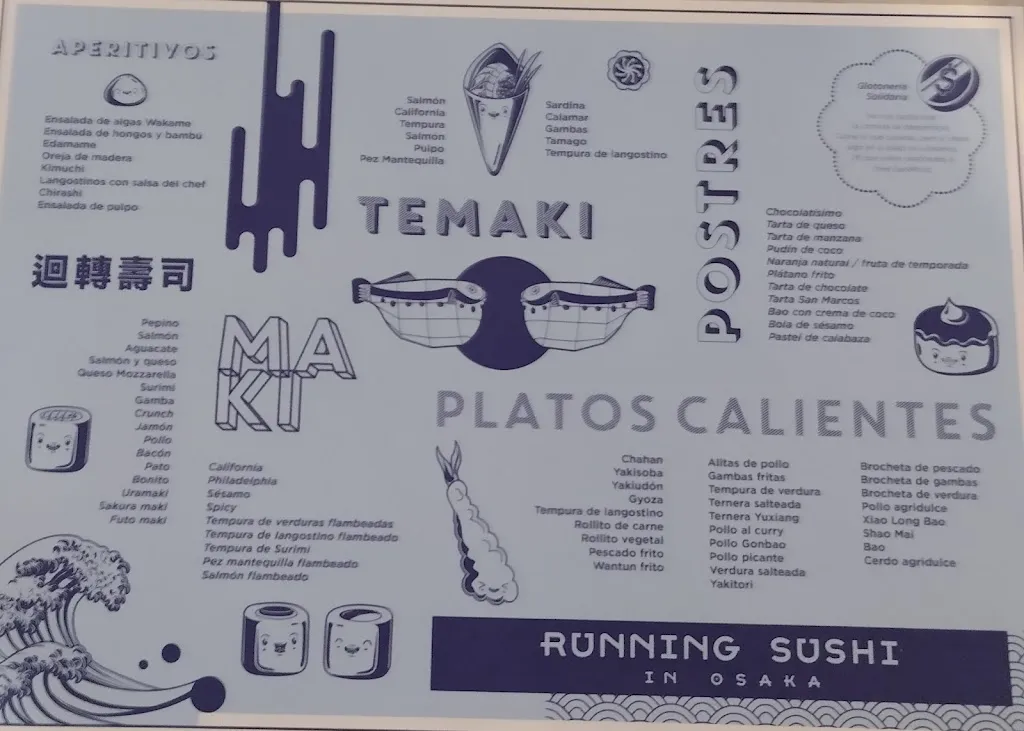 APERITIVOS
Ensalada de algas Wakame
Ensalada de hongos y bambú
Edamame
Oreja de madera
Kimuchi
Langostinos con salsa del chef
Chirashi
Ensalada de pulpo
迴轉壽司
Salmón
California
Tempura
Salmón
Pulpo
Pez Mantequilla
Sardina
Calamar
Gambas
Tamago
Tempura de langostino
TEMAKI
POSTRES
Glotonería
Solidaria
$
Chocolatísimo
Tarta de queso
Tarta de manzana
Pudin de coco
Naranja natural / fruta de temporada
Plátano frito
Tarta de chocolate
Tarta San Marcos
Bao con crema de coco
Bola de sésamo
Pastel de calabaza
MAKI
Pepino
Salmón
Aguacate
Salmón y queso
Queso Mozzarella
Surimi
Gamba
Crunch
Jamón
Pollo
Bacón
Pato
Bonito
Uramaki
Sakura maki
Futo maki
California
Philadelphia
Sésamo
Spicy
Tempura de verduras flambeadas
Tempura de langostino flambeado
Tempura de Surimi
Pez mantequilla flambeado
Salmón flambeado
PLATOS CALIENTES
Chahan
Yakisoba
Yakiudón
Gyoza
Tempura de langostino
Rollito de carne
Rollito vegetal
Pescado frito
Wantun frito
Alitas de pollo
Gambas fritas
Tempura de verdura
Ternera salteada
Ternera Yuxiang
Pollo al curry
Pollo Gonbao
Pollo picante
Verdura salteada
Yakitori
Brocheta de pescado
Brocheta de gambas
Brocheta de verdura
Pollo agridulce
Xiao Long Bao
Shao Mai
Bao
Cerdo agridulce
RUNNING SUSHI
IN OSAKA